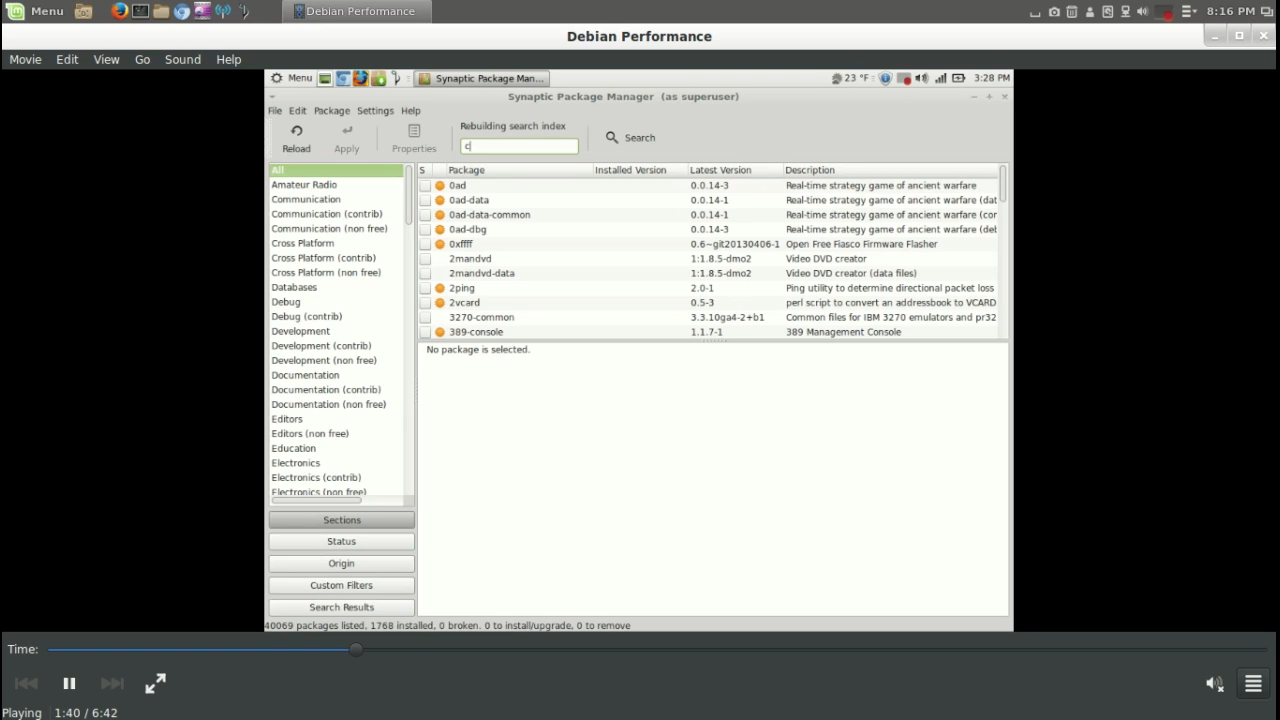 Menu Debian Performance 8:16 PM
Debian Performance
Movie Edit View Go Sound Help
Menu Synaptic Package Man... 23 °F 3:28 PM
Synaptic Package Manager (as superuser)
File Edit Package Settings Help
Rebuilding search index
Reload Apply Properties c Search
All
Amateur Radio
Communication
Communication (contrib)
Communication (non free)
Cross Platform
Cross Platform (contrib)
Cross Platform (non free)
Databases
Debug
Debug (contrib)
Development
Development (contrib)
Development (non free)
Documentation
Documentation (contrib)
Documentation (non free)
Editors
Editors (non free)
Education
Electronics
Electronics (contrib)
Electronics (non free)
Sections
Status
Origin
Custom Filters
Search Results
S Package Installed Version Latest Version Description
0ad 0.0.14-3 Real-time strategy game of ancient warfare
0ad-data 0.0.14-1 Real-time strategy game of ancient warfare (dat
0ad-data-common 0.0.14-1 Real-time strategy game of ancient warfare (cor
0ad-dbg 0.0.14-3 Real-time strategy game of ancient warfare (deb
0xffff 0.6~git20130406-1 Open Free Fiasco Firmware Flasher
2mandvd 1:1.8.5-dmo2 Video DVD creator
2mandvd-data 1:1.8.5-dmo2 Video DVD creator (data files)
2ping 2.0-1 Ping utility to determine directional packet loss
2vcard 0.5-3 perl script to convert an addressbook to VCARD
3270-common 3.3.10ga4-2+b1 Common files for IBM 3270 emulators and pr32
389-console 1.1.7-1 389 Management Console
No package is selected.
40069 packages listed, 1768 installed, 0 broken. 0 to install/upgrade, 0 to remove
Time:
Playing 1:40 / 6:42